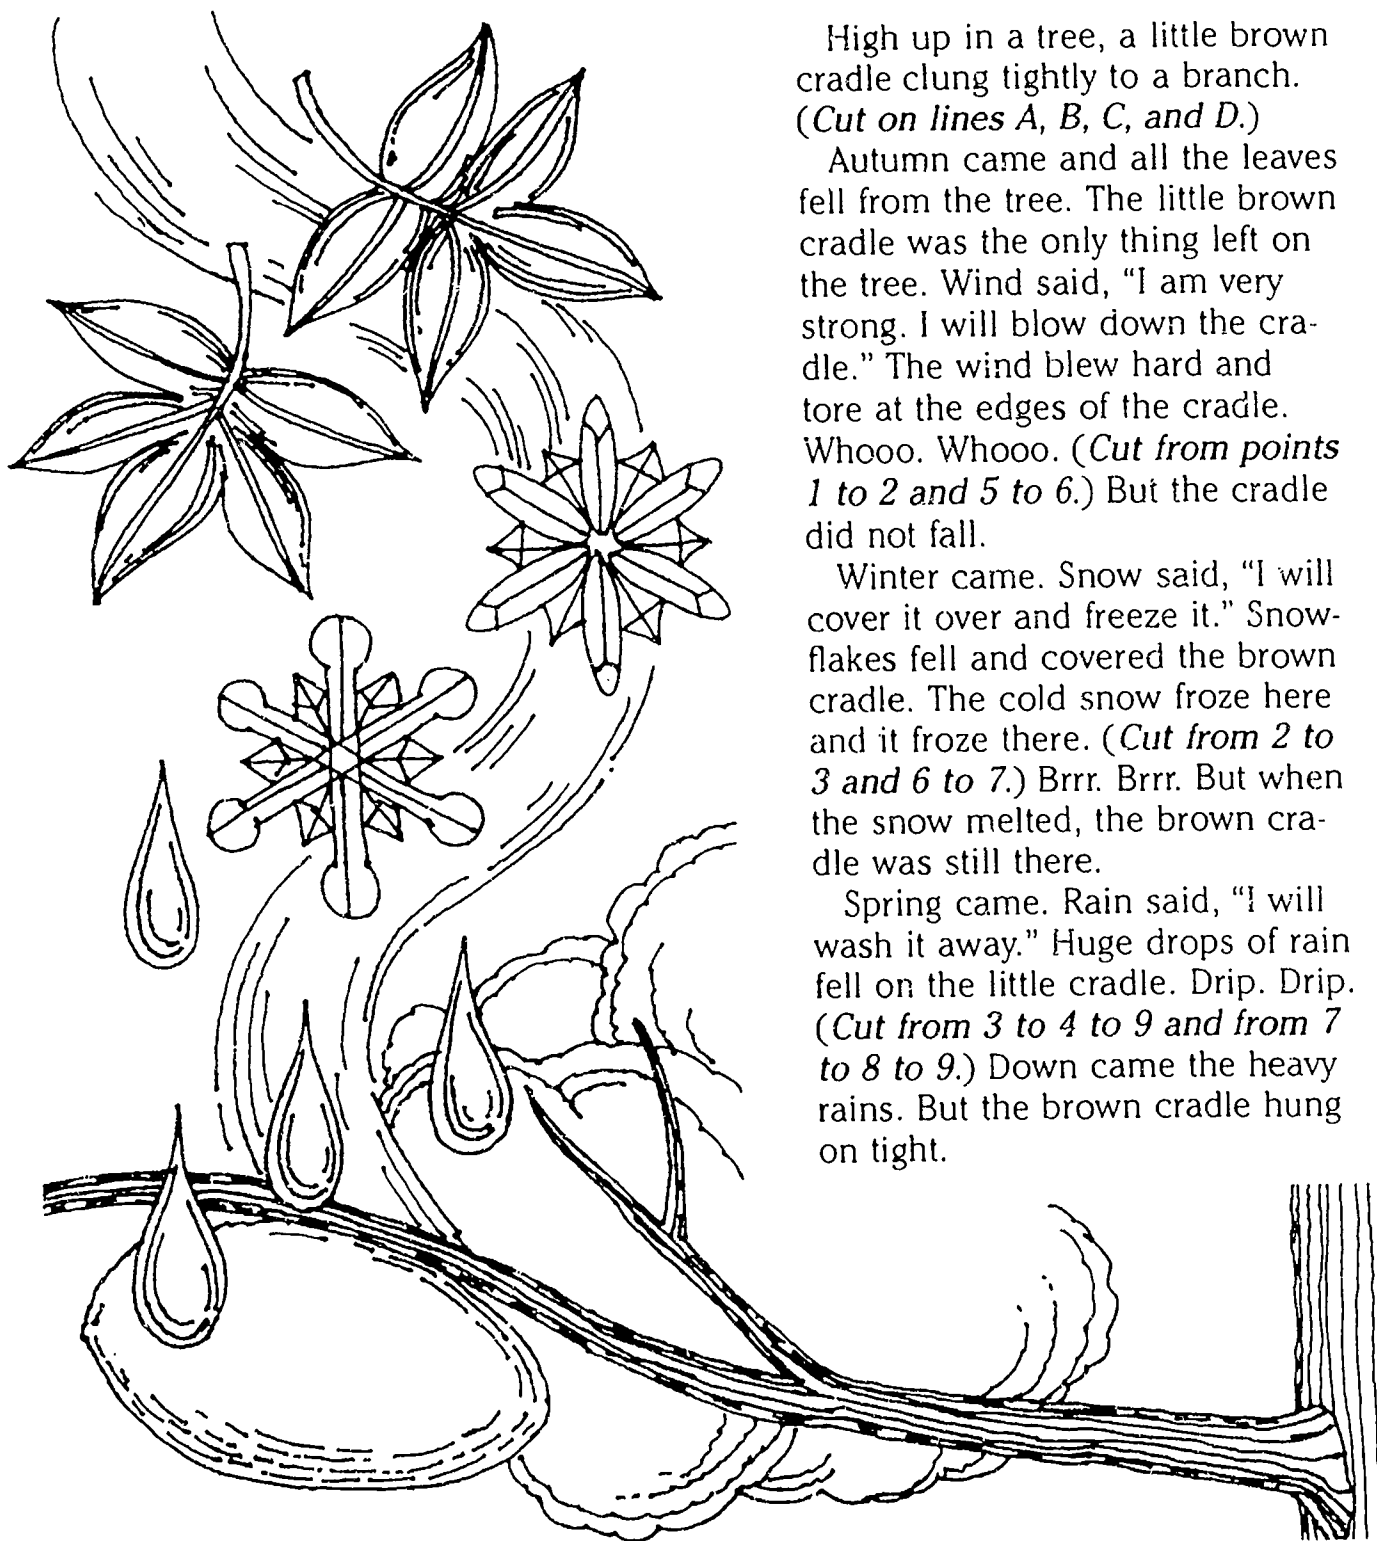 High up in a tree, a little brown
cradle clung tightly to a branch.
(Cut on lines A, B, C, and D.)
Autumn came and all the leaves
fell from the tree. The little brown
cradle was the only thing left on
the tree. Wind said, “I am very
strong. I will blow down the cra-
dle.” The wind blew hard and
tore at the edges of the cradle.
Whooo. Whooo. (Cut from points
1 to 2 and 5 to 6.) But the cradle
did not fall.
Winter came. Snow said, “I will
cover it over and freeze it.” Snow-
flakes fell and covered the brown
cradle. The cold snow froze here
and it froze there. (Cut from 2 to
3 and 6 to 7.) Brrr. Brrr. But when
the snow melted, the brown cra-
dle was still there.
Spring came. Rain said, “I will
wash it away.” Huge drops of rain
fell on the little cradle. Drip. Drip.
(Cut from 3 to 4 to 9 and from 7
to 8 to 9.) Down came the heavy
rains. But the brown cradle hung
on tight.